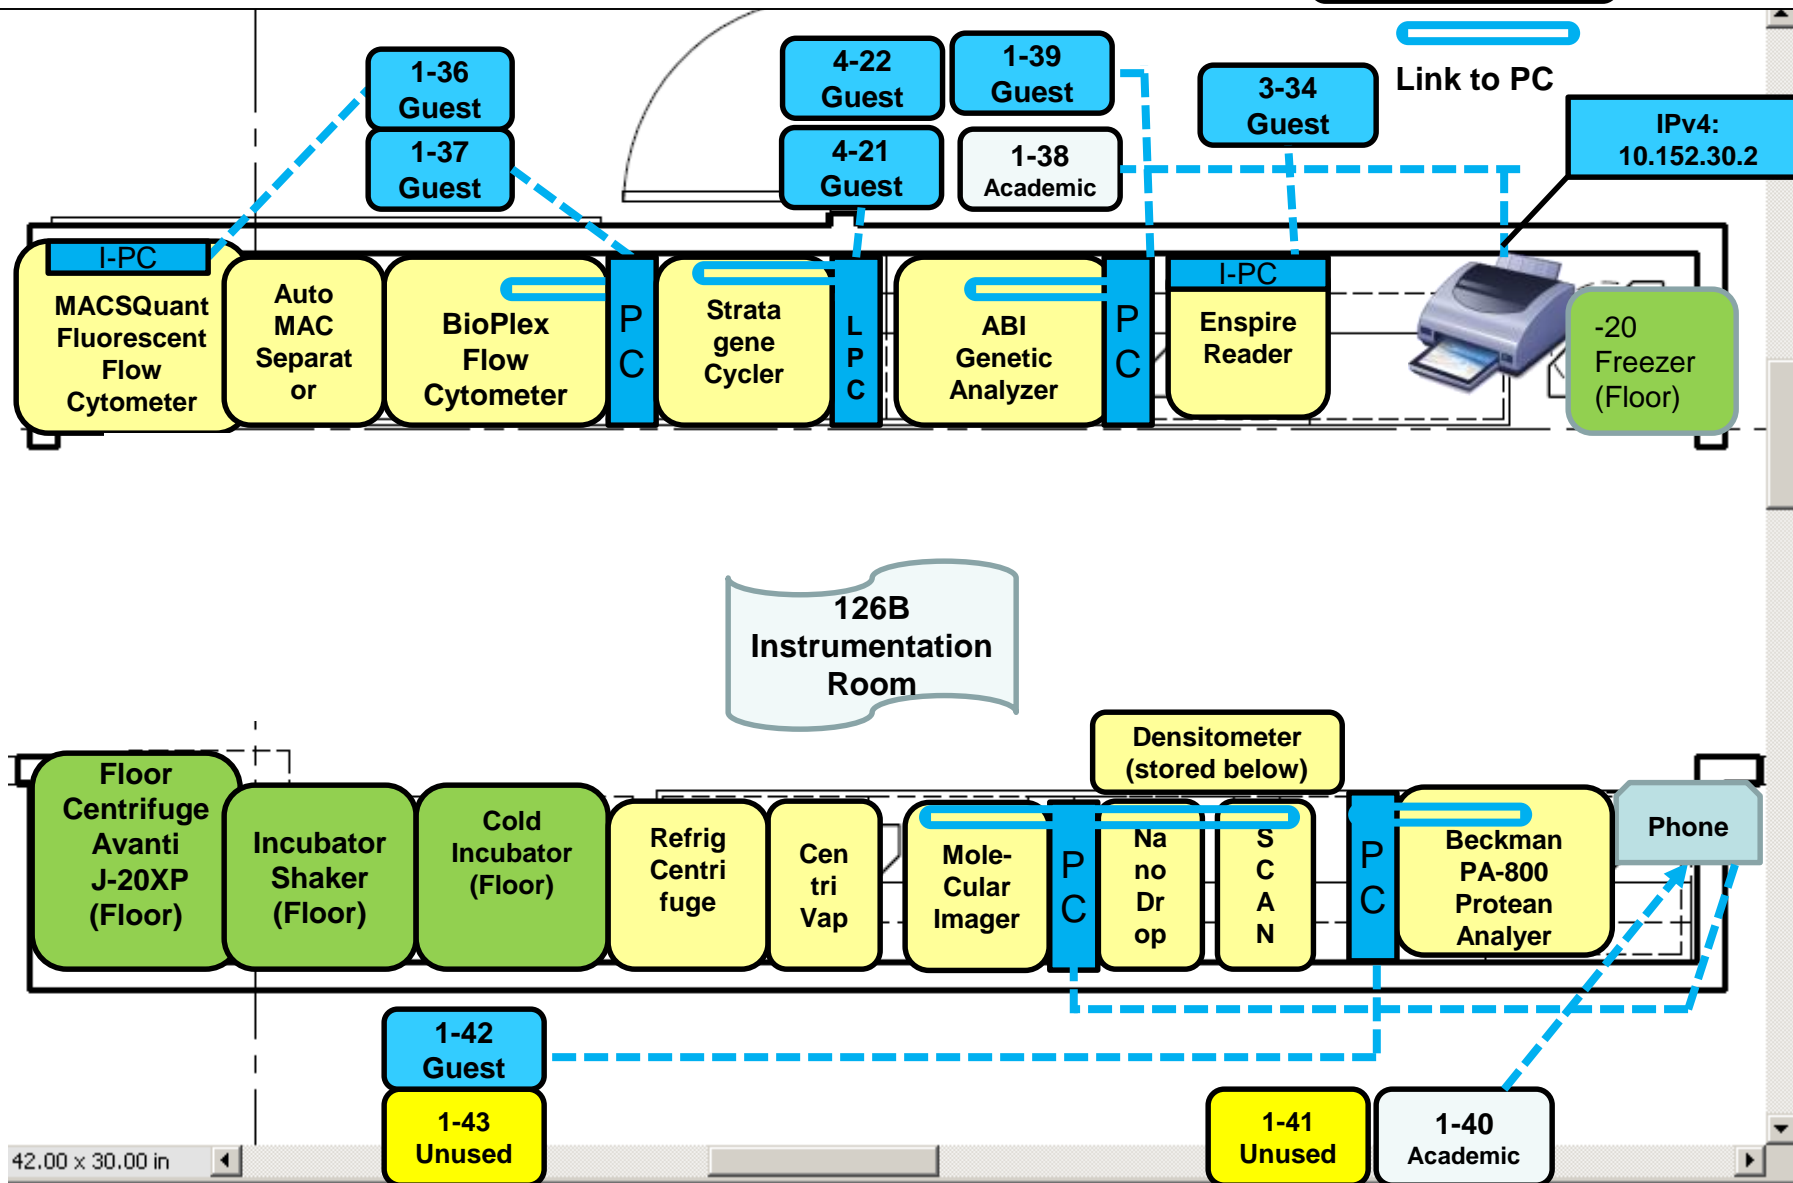 1-36
Guest
1-37
Guest
4-22
Guest
4-21
Guest
1-39
Guest
1-38
Academic
3-34
Guest
Link to PC
IPv4:
10.152.30.2
I-PC
MACSQuant
Fluorescent
Flow
Cytometer
Auto
MAC
Separat
or
BioPlex
Flow
Cytometer
P
C
Strata
gene
Cycler
L
P
C
ABI
Genetic
Analyzer
P
C
I-PC
Enspire
Reader
-20
Freezer
(Floor)
126B
Instrumentation
Room
Densitometer
(stored below)
Floor
Centrifuge
Avanti
J-20XP
(Floor)
Incubator
Shaker
(Floor)
Cold
Incubator
(Floor)
Refrig
Centri
fuge
Cen
tri
Vap
Mole-
Cular
Imager
P
C
Na
no
Dr
op
S
C
A
N
P
C
Beckman
PA-800
Protean
Analyer
Phone
1-42
Guest
1-43
Unused
1-41
Unused
1-40
Academic
42.00 x 30.00 in